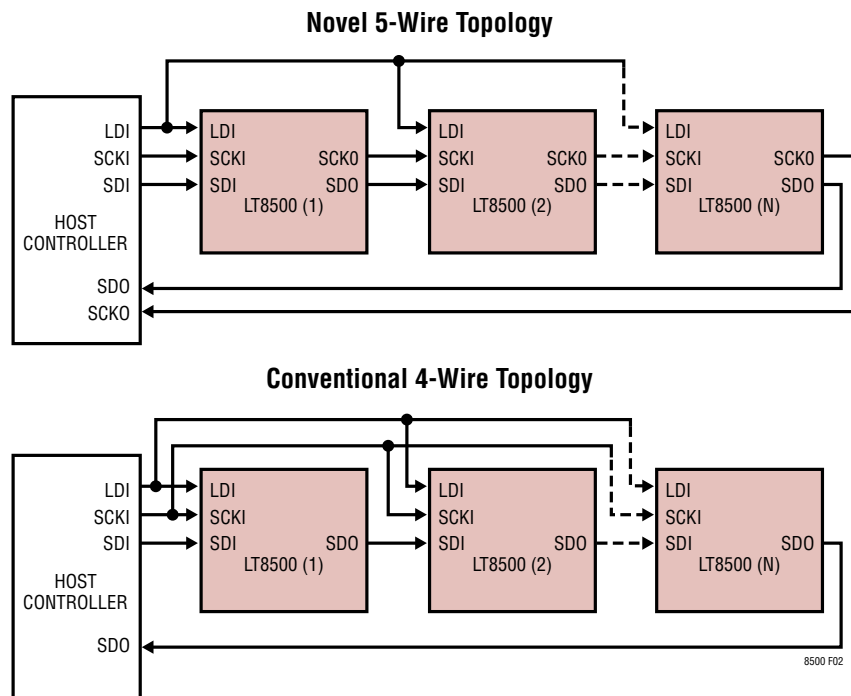 Novel 5-Wire Topology
LDI
SCKI
SDI
HOST
CONTROLLER
SDO
SCKO
LDI
SCKI SCK0
SDI SDO
LT8500 (1)
LDI
SCKI SCK0
SDI SDO
LT8500 (2)
LDI
SCKI SCK0
SDI SDO
LT8500 (N)
Conventional 4-Wire Topology
LDI
SCKI
SDI
HOST
CONTROLLER
SDO
LDI
SCKI
SDI SDO
LT8500 (1)
LDI
SCKI
SDI SDO
LT8500 (2)
LDI
SCKI
SDI SDO
LT8500 (N)
8500 F02